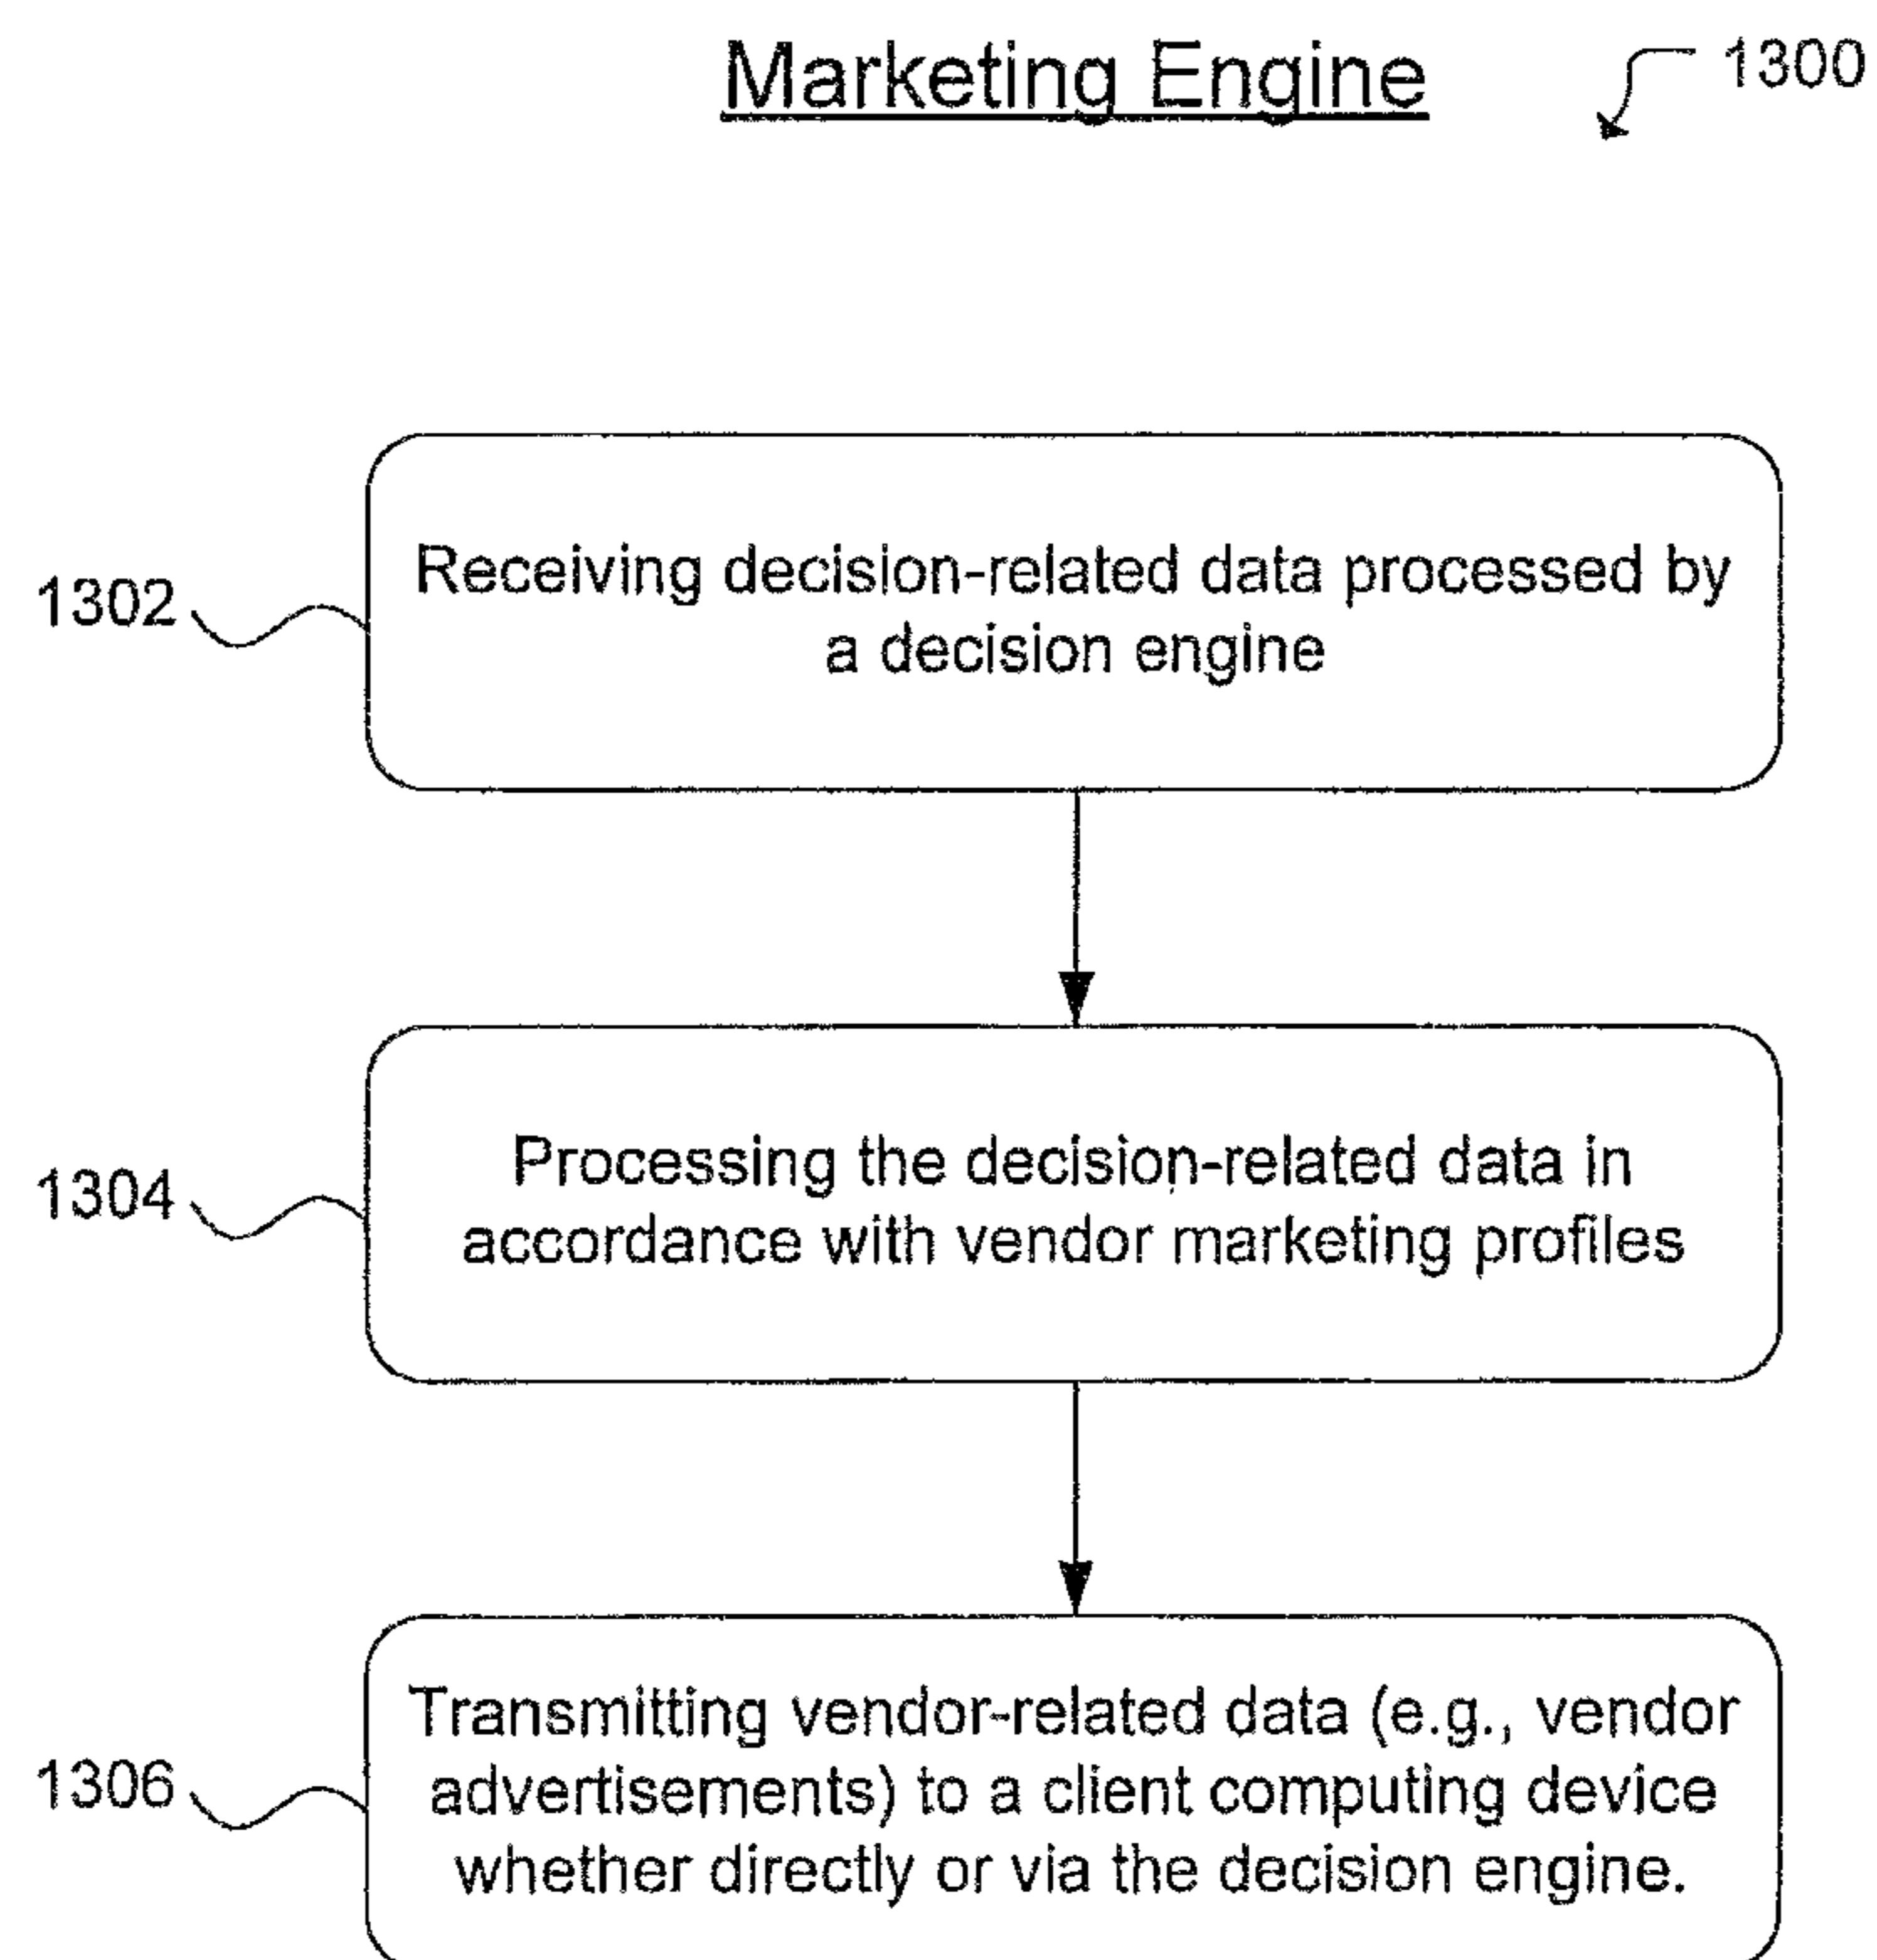 Marketing Engine
1300
1302
Receiving decision-related data processed by
a decision engine
1304
Processing the decision-related data in
accordance with vendor marketing profiles
1306
Transmitting vendor-related data (e.g., vendor
advertisements) to a client computing device
whether directly or via the decision engine.